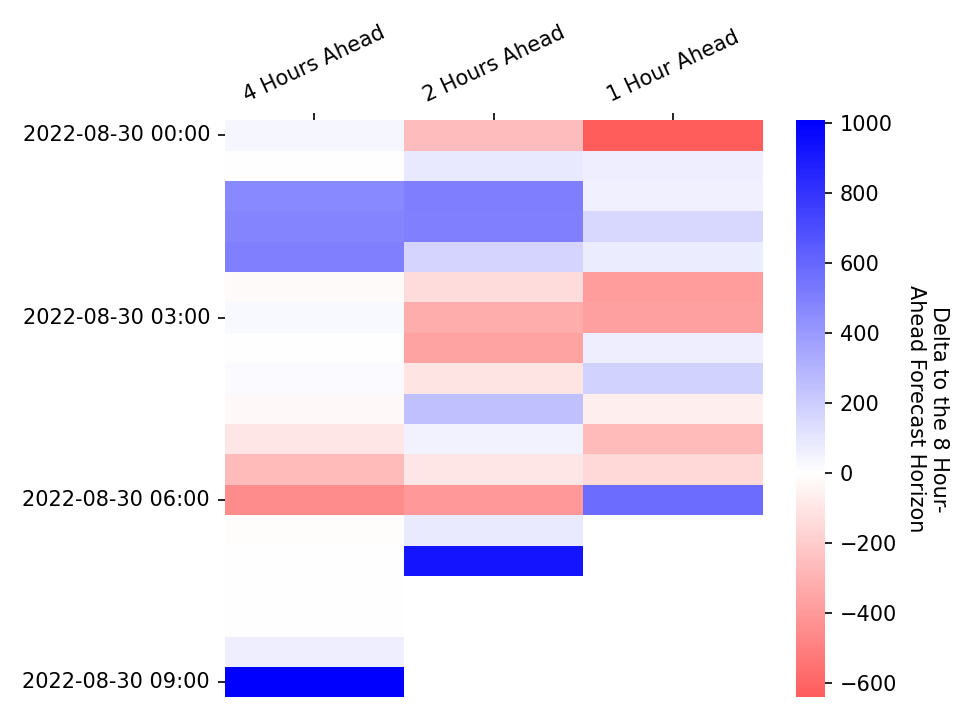 4 Hours Ahead
2 Hours Ahead
1 Hour Ahead
2022-08-30 00:00
2022-08-30 03:00
2022-08-30 06:00
2022-08-30 09:00
1000
800
600
400
200
0
−200
−400
−600
Delta to the 8 Hour-
Ahead Forecast Horizon